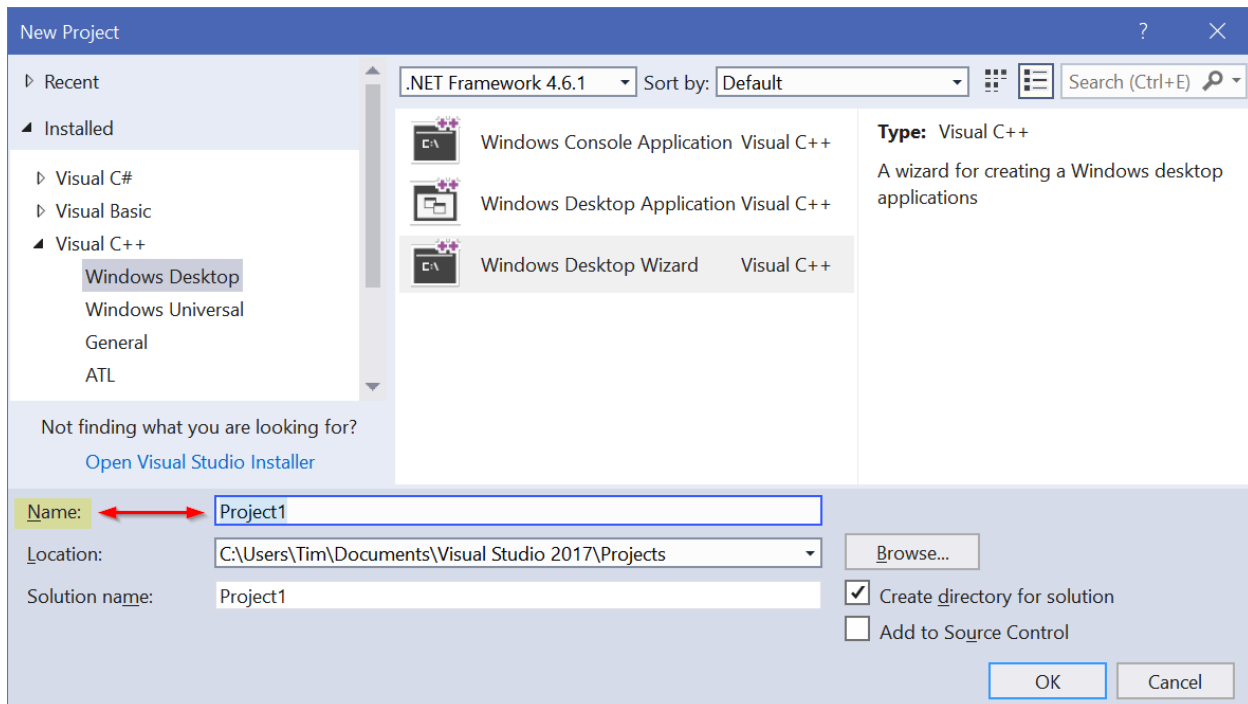 New Project
?
Recent
Installed
Visual C#
Visual Basic
Visual C++
Windows Desktop
Windows Universal
General
ATL
Not finding what you are looking for?
Open Visual Studio Installer
.NET Framework 4.6.1 Sort by: Default Search (Ctrl+E)
C:\ Windows Console Application Visual C++
Windows Desktop Application Visual C++
C:\ Windows Desktop Wizard Visual C++
Type: Visual C++
A wizard for creating a Windows desktop
applications
Name: Project1
Location: C:\Users\Tim\Documents\Visual Studio 2017\Projects Browse...
Solution name: Project1
Create directory for solution
Add to Source Control
OK Cancel